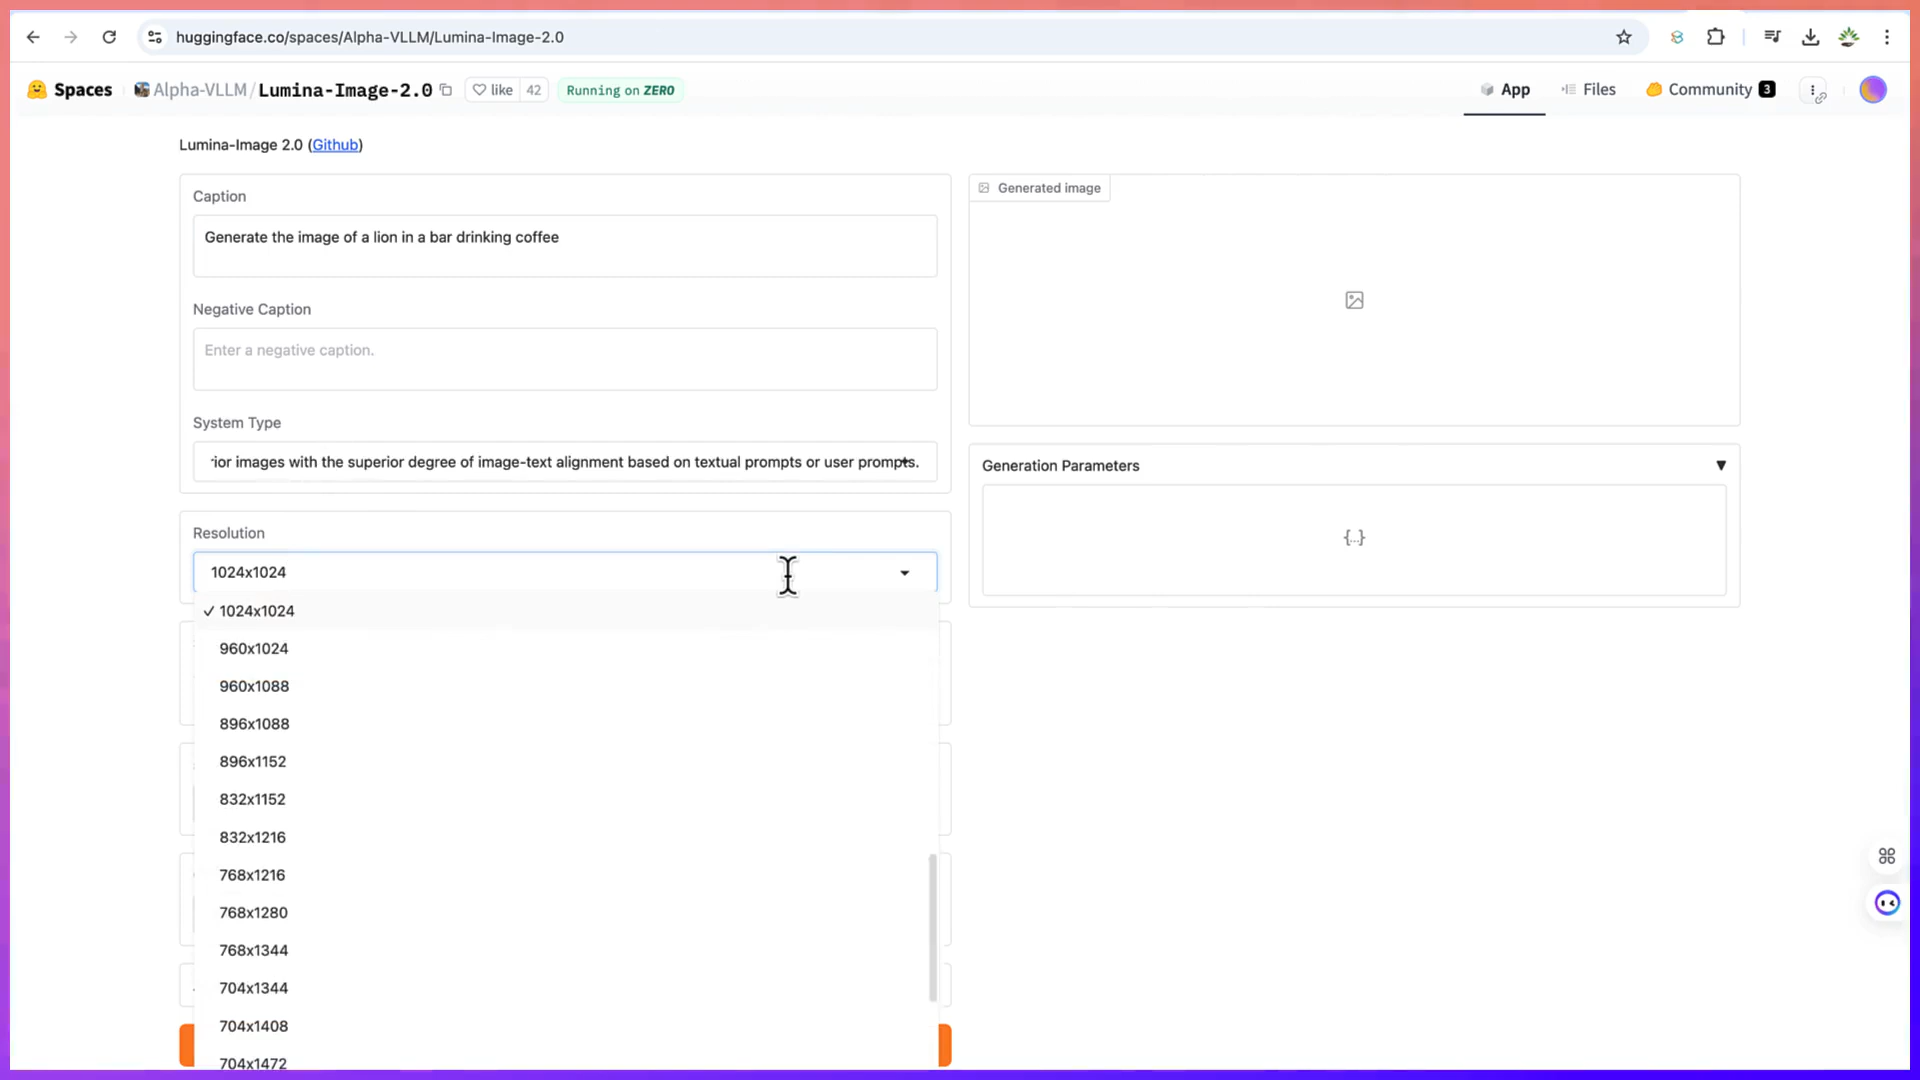 huggingface.co/spaces/Alpha-VLLM/Lumina-Image-2.0
Spaces
Alpha-VLLM/Lumina-Image-2.0
like 42
Running on ZERO
App
Files
Community 3
Lumina-Image 2.0 (Github)
Caption
Generate the image of a lion in a bar drinking coffee
Negative Caption
Enter a negative caption.
System Type
rior images with the superior degree of image-text alignment based on textual prompts or user prompts.
Resolution
1024x1024
✓ 1024x1024
960x1024
960x1088
896x1088
896x1152
832x1152
832x1216
768x1216
768x1280
768x1344
704x1344
704x1408
704x1472
Generated image
Generation Parameters
{...}